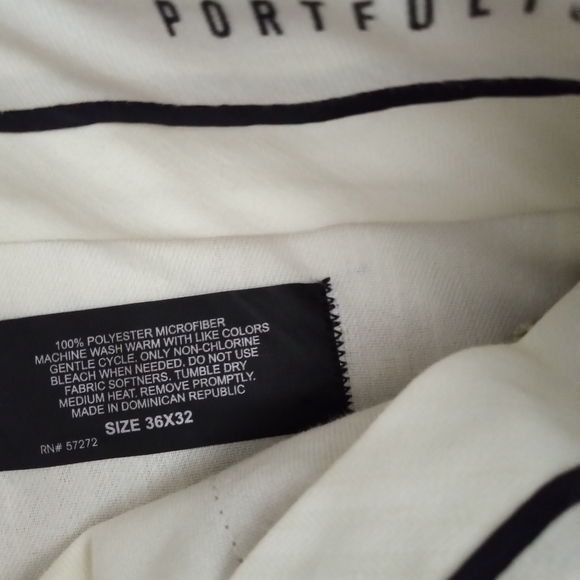 100% POLYESTER MICROFIBER
MACHINE WASH WARM WITH LIKE COLORS
GENTLE CYCLE. ONLY NON-CHLORINE
BLEACH WHEN NEEDED. DO NOT USE
FABRIC SOFTNERS. TUMBLE DRY
MEDIUM HEAT. REMOVE PROMPTLY.
MADE IN DOMINICAN REPUBLIC
SIZE 36X32
RN# 57272